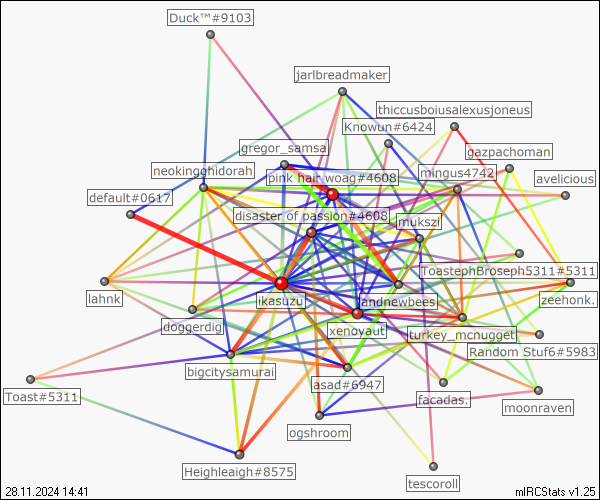 Duck™#9103
jarlbreadmaker
thiccusboiusalexusjoneus
Knowun#6424
gregor_samsa
gazpachoman
neokingghidorah
pink hair woag#4608
mingus4742
avelicious
default#0617
disaster of passion#4608
mukszi
ToastephBroseph5311#5311
lahnk
ikasuzu
andnewbees
zeehonk.
doggerdig
xenoyaut
turkey_mcnugget
Random Stuf6#5983
bigcitysamurai
asad#6947
Toast#5311
facadas.
moonraven
ogshroom
Heighleaigh#8575
tescoroll
28.11.2024 14:41
mIRCStats v1.25